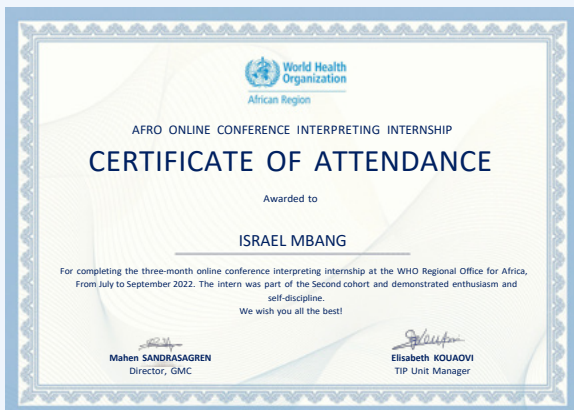 World Health
Organization
African Region
AFRO ONLINE CONFERENCE INTERPRETING INTERNSHIP
CERTIFICATE OF ATTENDANCE
Awarded to
ISRAEL MBANG
For completing the three-month online conference interpreting internship at the WHO Regional Office for Africa,
From July to September 2022. The intern was part of the Second cohort and demonstrated enthusiasm and
self-discipline.
We wish you all the best!
Mahen SANDRASAGREN
Elisabeth KOUAOVI
Director, GMC
TIP Unit Manager